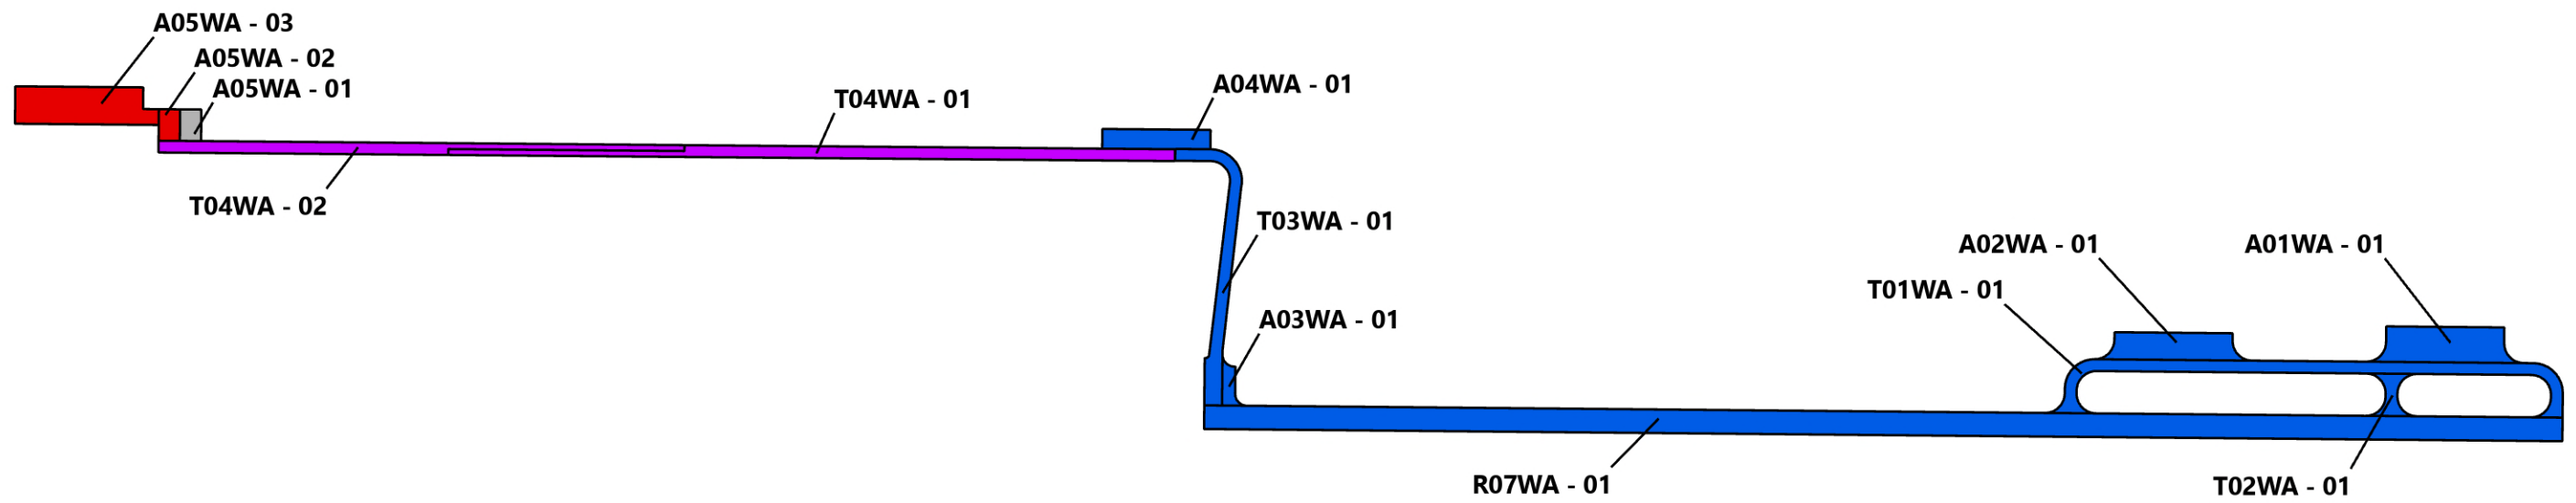 A05WA - 03
A05WA - 02
A05WA - 01
T04WA - 01
A04WA - 01
T04WA - 02
T03WA - 01
A02WA - 01
A01WA - 01
T01WA - 01
A03WA - 01
R07WA - 01
T02WA - 01